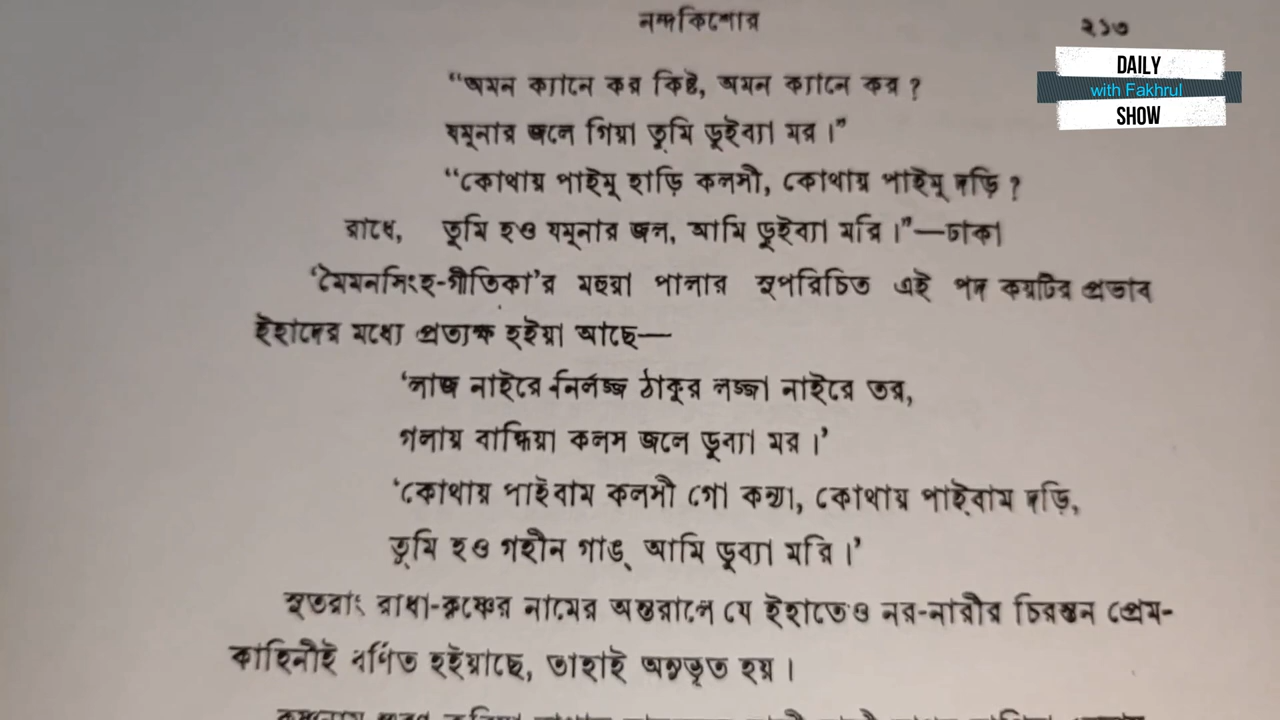 নন্দকিশোর ২১৩
DAILY
with Fakhrul
SHOW
“অমন ক্যানে কর কিষ্ট, অমন ক্যানে কর ?
যমুনার জলে গিয়া তুমি ডুইব্যা মর ।”
“কোথায় পাইমু হাড়ি কলসী, কোথায় পাইমু দড়ি ?
রাধে, তুমি হও যমুনার জল, আমি ডুইব্যা মরি ।”—ঢাকা
‘মৈমনসিংহ-গীতিকা’র মহুয়া পালার সুপরিচিত এই পদ কয়টির প্রভাব
ইহাদের মধ্যে প্রত্যক্ষ হইয়া আছে—
‘লাজ নাইরে নির্লজ্জ ঠাকুর লজ্জা নাইরে তর,
গলায় বান্ধিয়া কলস জলে ডুব্যা মর ।’
‘কোথায় পাইবাম কলসী গো কন্যা, কোথায় পাইবাম দড়ি,
তুমি হও গহীন গাঙ্ আমি ডুব্যা মরি ।’
সুতরাং রাধা-কৃষ্ণের নামের অন্তরালে যে ইহাতেও নর-নারীর চিরন্তন প্রেম-
কাহিনীই বর্ণিত হইয়াছে, তাহাই অনুভূত হয় ।